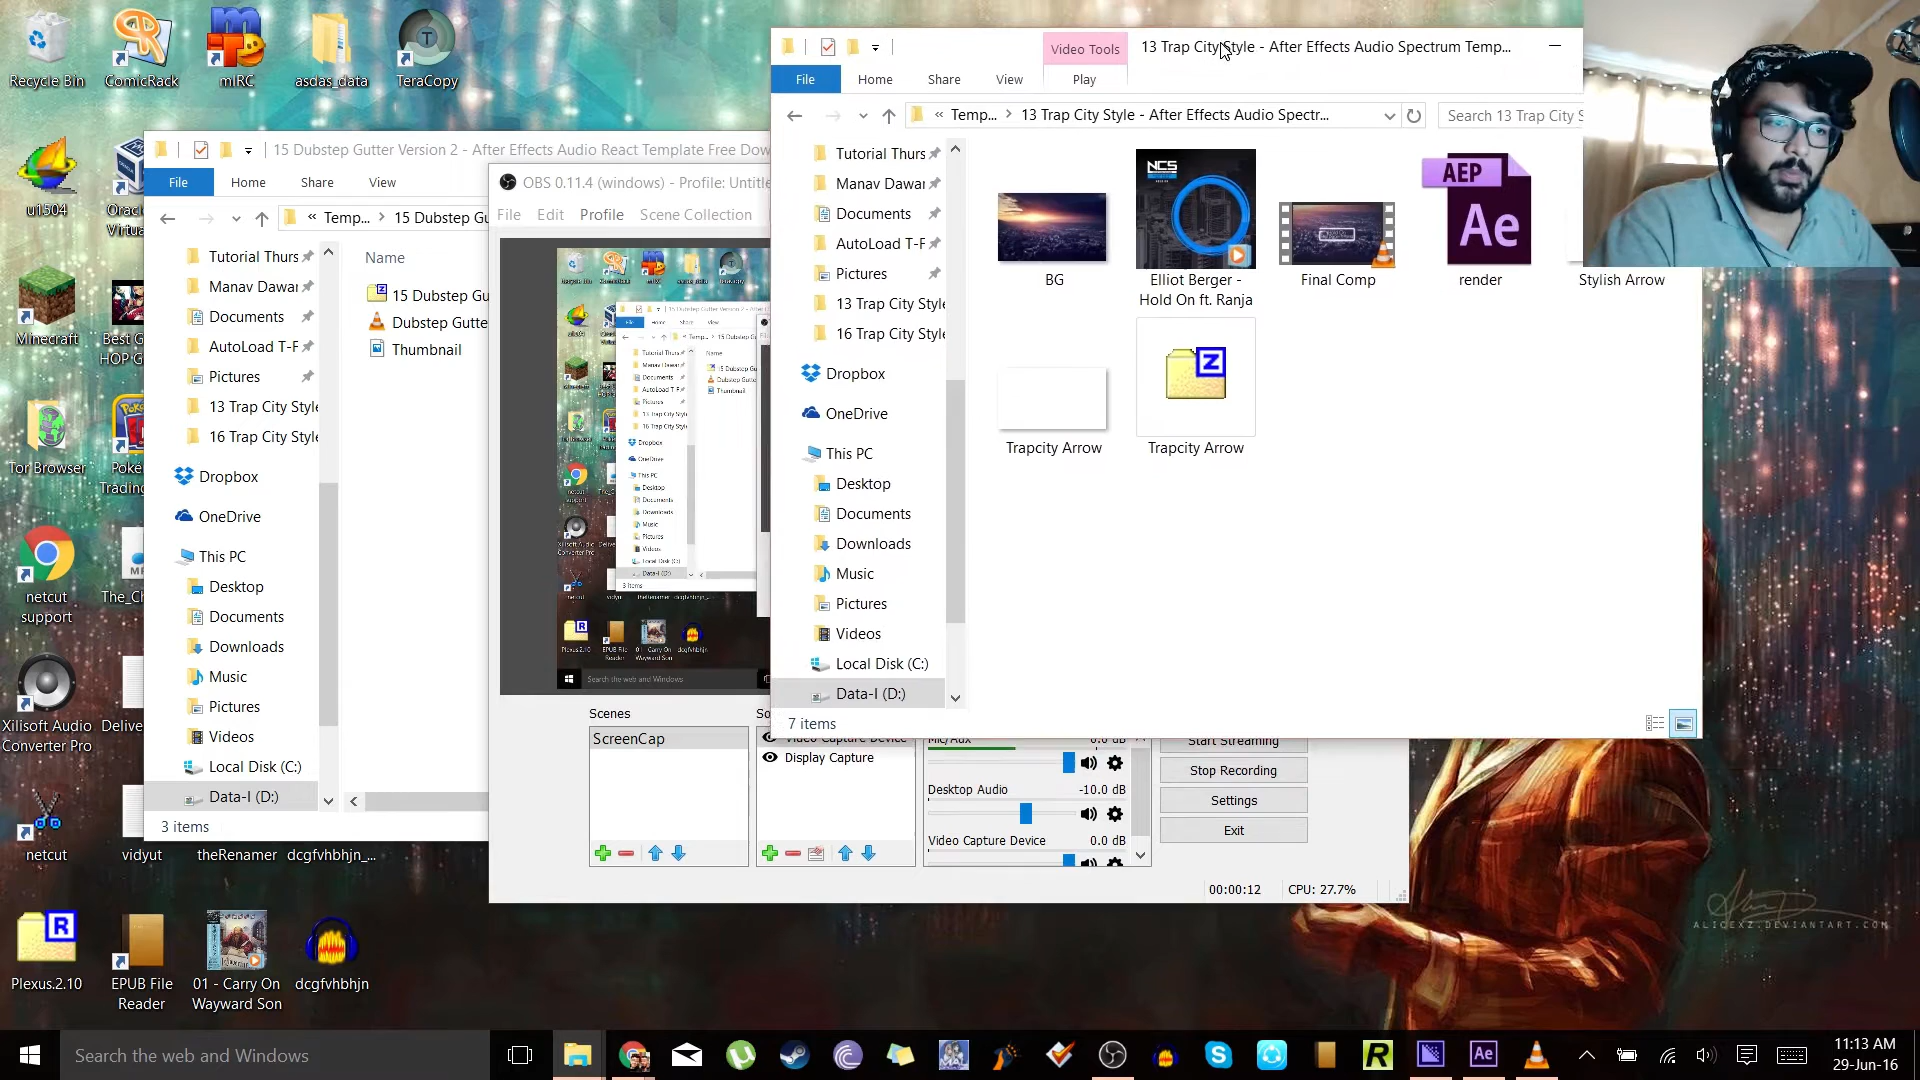 Recycle Bin
ComicRack
mIRC
asdas_data
TeraCopy
u1504
Minecraft
Tor Browser
netcut
support
Xilisoft Audio
Converter Pro
netcut
vidyut
theRenamer
dcgfvhbhjn_...
Plexus.2.10
EPUB File
Reader
01 - Carry On
Wayward Son
dcgfvhbhjn
15 Dubstep Gutter Version 2 - After Effects Audio React Template Free Dow
File
Home
Share
View
Temp...
15 Dubstep Gu
Tutorial Thurs
Manav Dawar
Documents
AutoLoad T-F
Pictures
13 Trap City Style
16 Trap City Style
Dropbox
OneDrive
This PC
Desktop
Documents
Downloads
Music
Pictures
Videos
Local Disk (C:)
Data-I (D:)
3 items
Name
15 Dubstep Gu
Dubstep Gutte
Thumbnail
OBS 0.11.4 (windows) - Profile: Untitle
File
Edit
Profile
Scene Collection
Scenes
ScreenCap
Video Capture Device
Display Capture
Mic/Aux
0.0 dB
Desktop Audio
-10.0 dB
Video Capture Device
0.0 dB
Start Streaming
Stop Recording
Settings
Exit
00:00:12
CPU: 27.7%
Video Tools
13 Trap City Style - After Effects Audio Spectrum Temp...
File
Home
Share
View
Play
Temp...
13 Trap City Style - After Effects Audio Spectr...
Search 13 Trap City S
Tutorial Thurs
Manav Dawar
Documents
AutoLoad T-F
Pictures
13 Trap City Style
16 Trap City Style
Dropbox
OneDrive
This PC
Desktop
Documents
Downloads
Music
Pictures
Videos
Local Disk (C:)
Data-I (D:)
7 items
BG
NCS
Elliot Berger -
Hold On ft. Ranja
Final Comp
AEP
Ae
render
Stylish Arrow
Trapcity Arrow
Trapcity Arrow
ALICEXZ.DEVIANTART.COM
Search the web and Windows
Ae
11:13 AM
29-Jun-16